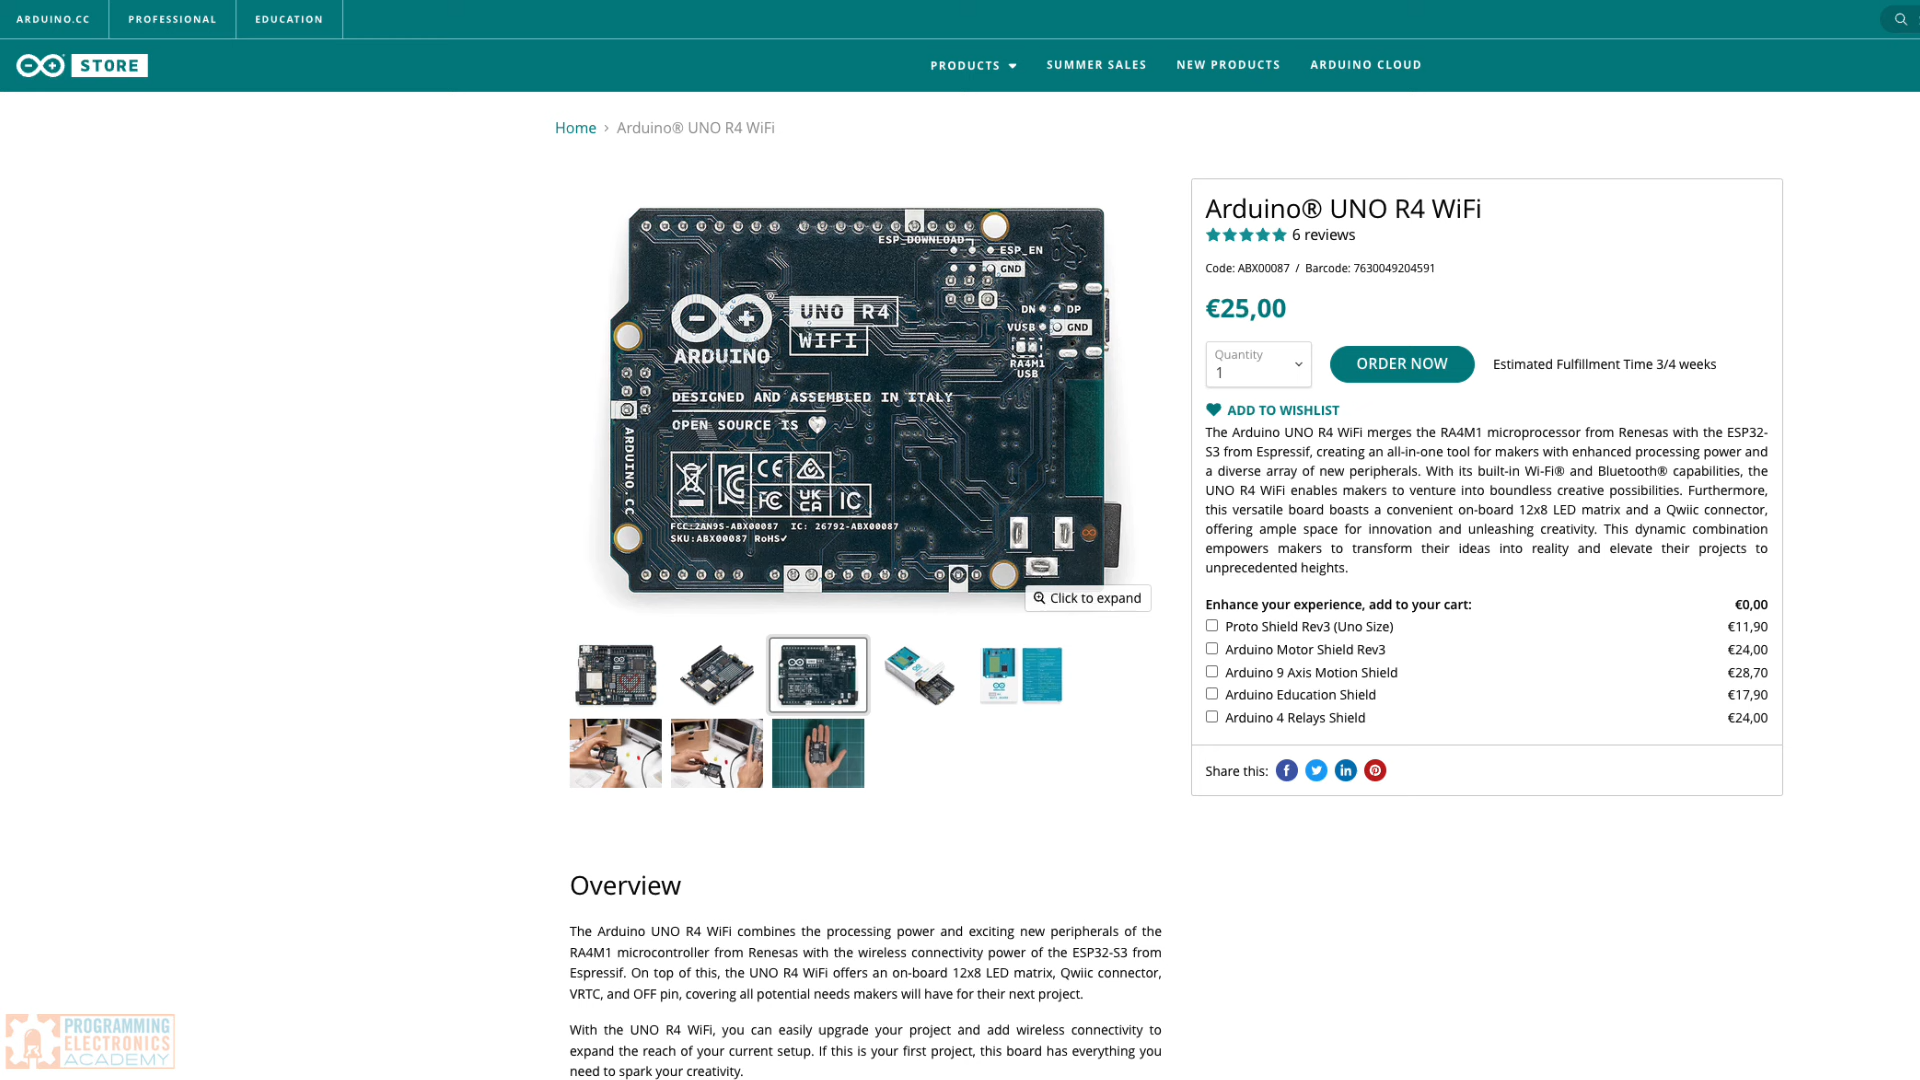 ARDUINO.CC
PROFESSIONAL
EDUCATION
STORE
PRODUCTS
SUMMER SALES
NEW PRODUCTS
ARDUINO CLOUD
Home › Arduino® UNO R4 WiFi
ESP_DOWNLOAD
ESP_EN
GND
DN
DP
VUSB
GND
RA4M1
USB
UNO R4
WIFI
ARDUINO
DESIGNED AND ASSEMBLED IN ITALY
OPEN SOURCE IS
ARDUINO.CC
CE
FC
UK
CA
IC
FCC:2AN9S-ABX00087 IC: 26792-ABX00087
SKU:ABX00087 RoHS✓
Click to expand
Arduino® UNO R4 WiFi
6 reviews
Code: ABX00087 / Barcode: 7630049204591
€25,00
Quantity
1
ORDER NOW
Estimated Fulfillment Time 3/4 weeks
ADD TO WISHLIST
The Arduino UNO R4 WiFi merges the RA4M1 microprocessor from Renesas with the ESP32-
S3 from Espressif, creating an all-in-one tool for makers with enhanced processing power and
a diverse array of new peripherals. With its built-in Wi-Fi® and Bluetooth® capabilities, the
UNO R4 WiFi enables makers to venture into boundless creative possibilities. Furthermore,
this versatile board boasts a convenient on-board 12x8 LED matrix and a Qwiic connector,
offering ample space for innovation and unleashing creativity. This dynamic combination
empowers makers to transform their ideas into reality and elevate their projects to
unprecedented heights.
Enhance your experience, add to your cart: €0,00
Proto Shield Rev3 (Uno Size) €11,90
Arduino Motor Shield Rev3 €24,00
Arduino 9 Axis Motion Shield €28,70
Arduino Education Shield €17,90
Arduino 4 Relays Shield €24,00
Share this:
Overview
The Arduino UNO R4 WiFi combines the processing power and exciting new peripherals of the
RA4M1 microcontroller from Renesas with the wireless connectivity power of the ESP32-S3 from
Espressif. On top of this, the UNO R4 WiFi offers an on-board 12x8 LED matrix, Qwiic connector,
VRTC, and OFF pin, covering all potential needs makers will have for their next project.
With the UNO R4 WiFi, you can easily upgrade your project and add wireless connectivity to
expand the reach of your current setup. If this is your first project, this board has everything you
need to spark your creativity.
PROGRAMMING
ELECTRONICS
ACADEMY